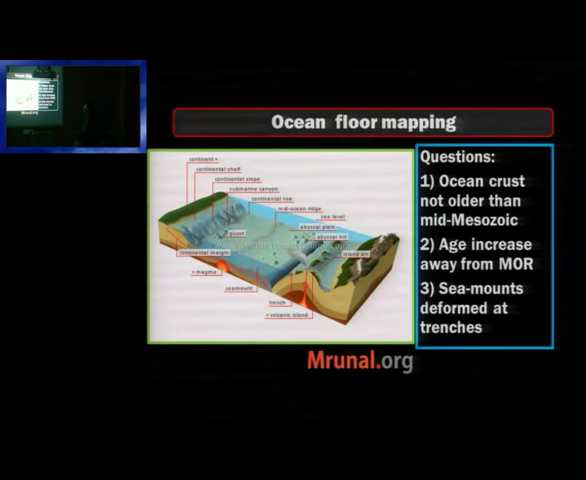 Ocean floor mapping
continent
continental shelf
continental slope
submarine canyon
continental rise
mid-ocean ridge
sea level
abyssal plain
abyssal hill
guyot
island arc
continental margin
magma
seamount
trench
volcanic island
Questions:
1) Ocean crust
not older than
mid-Mesozoic
2) Age increase
away from MOR
3) Sea-mounts
deformed at
trenches
Mrunal.org